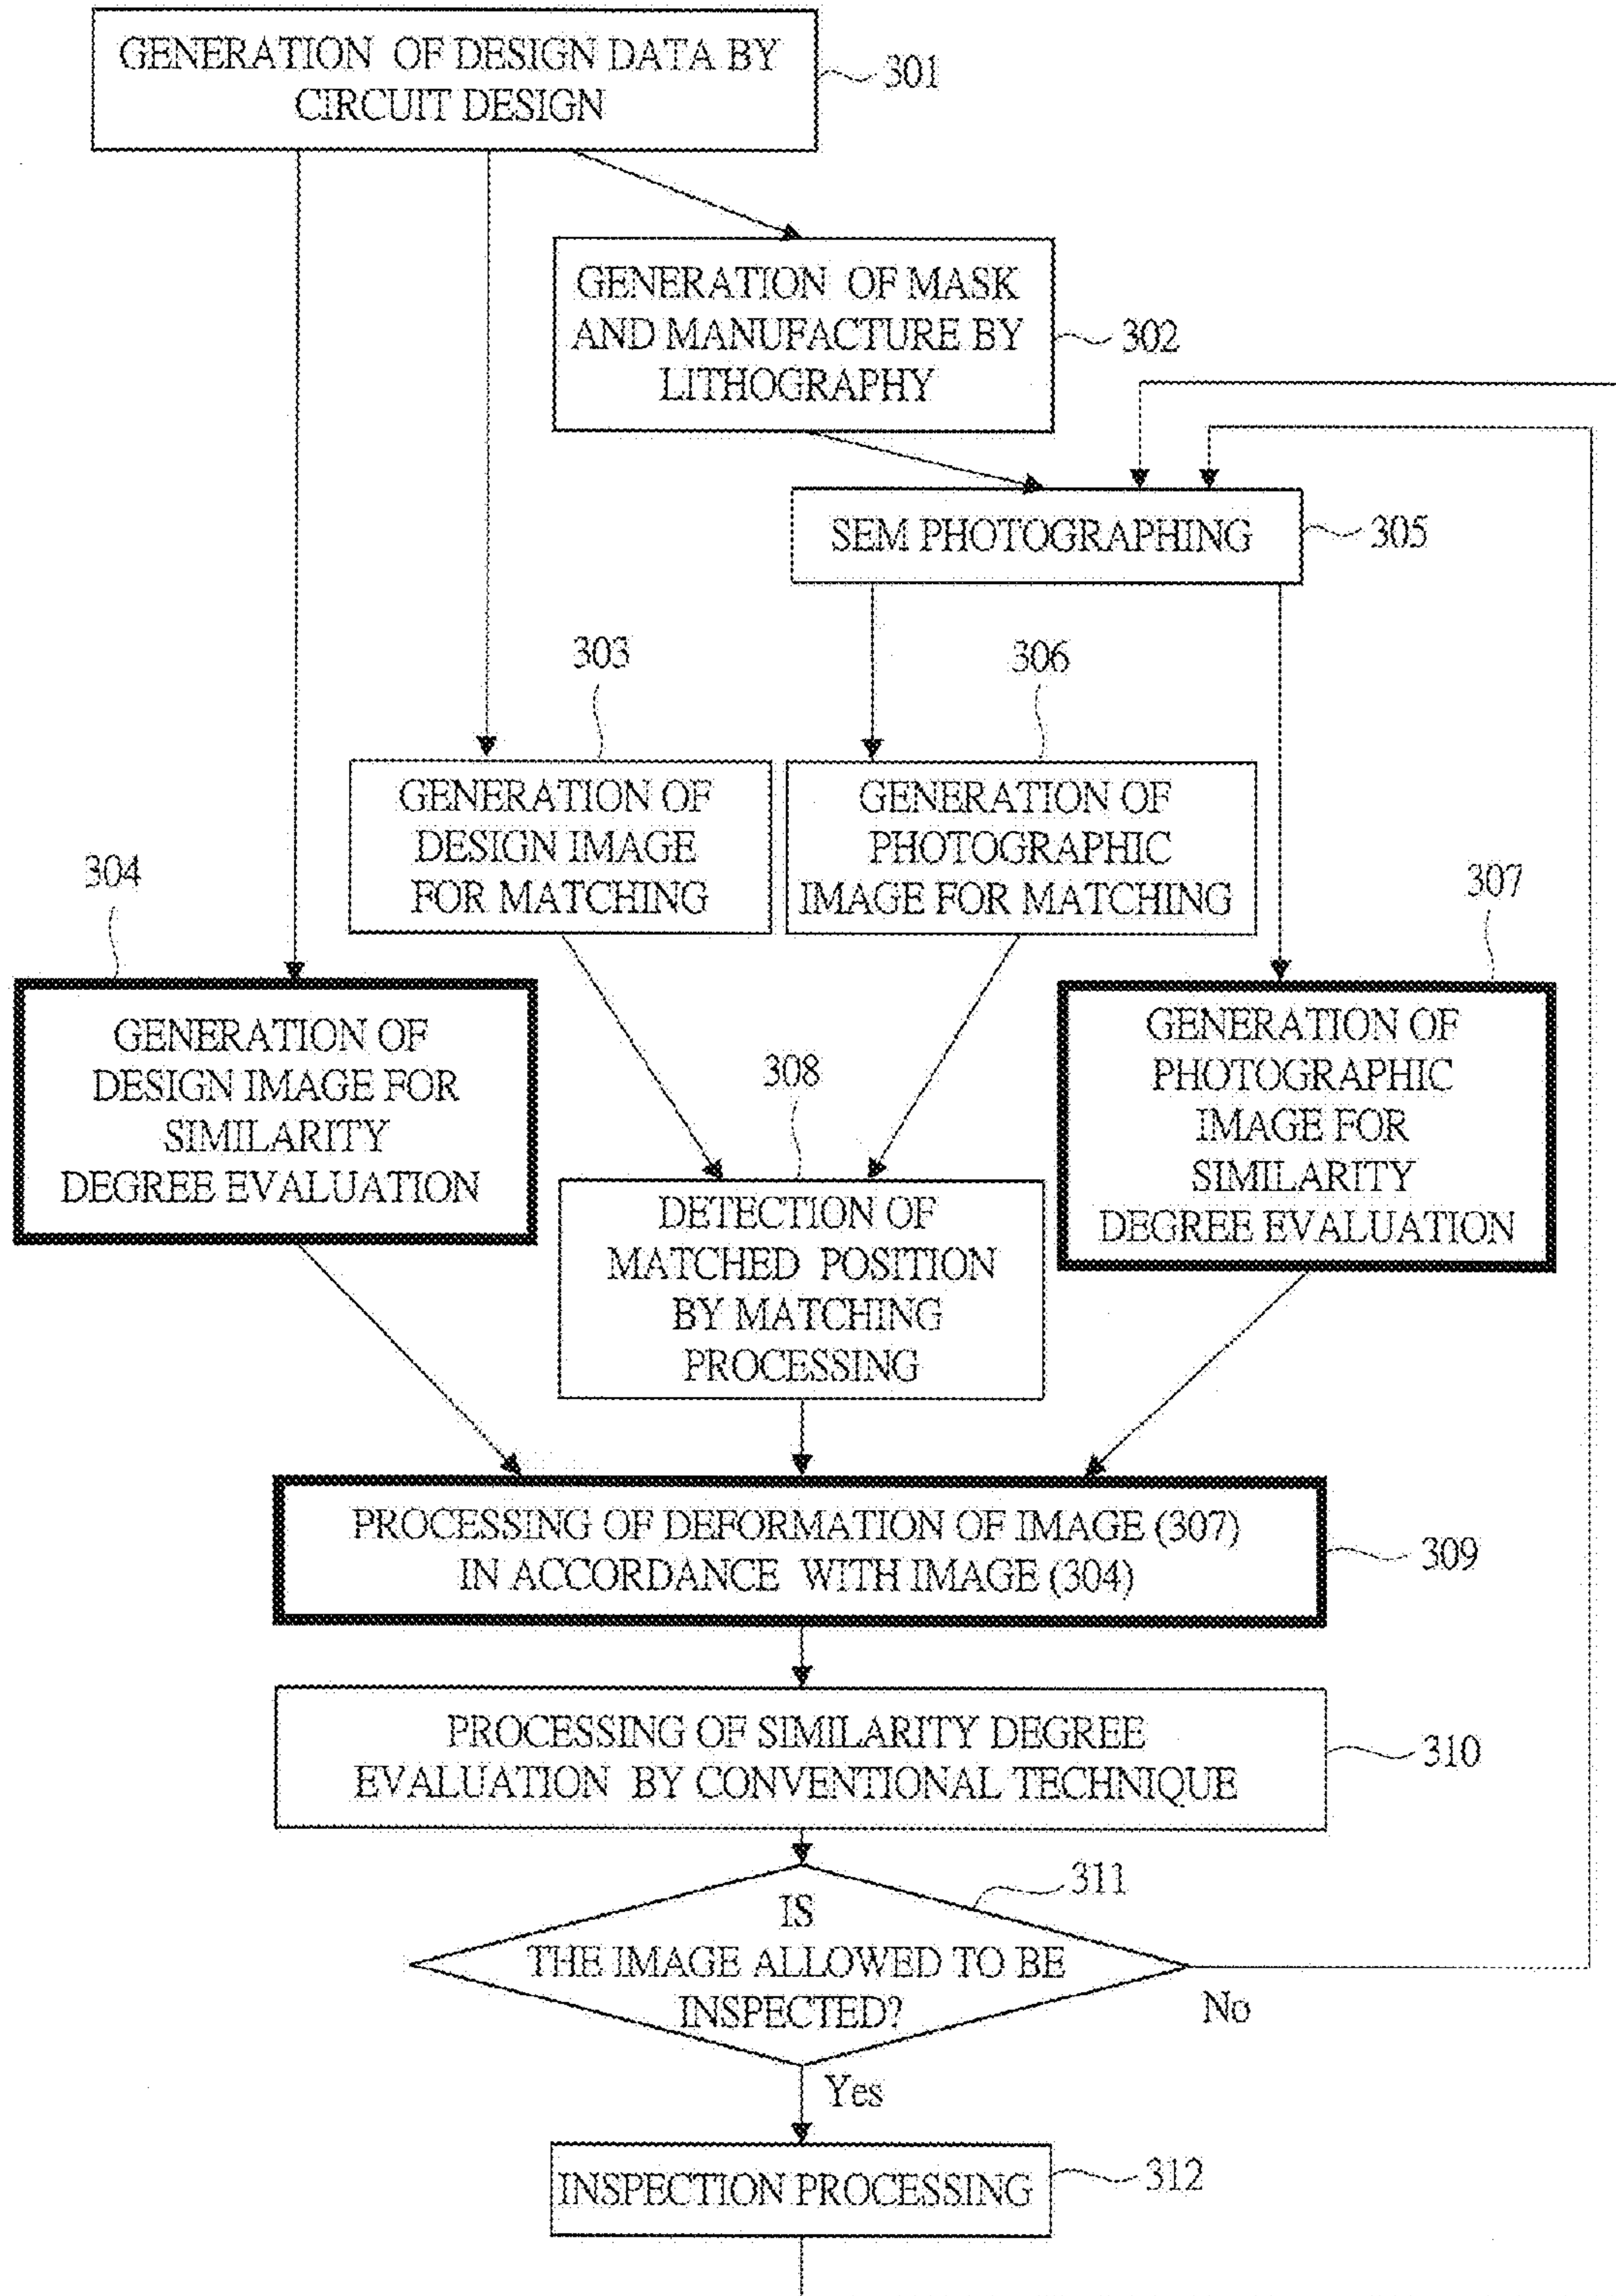 GENERATION OF DESIGN DATA BY
CIRCUIT DESIGN
301
GENERATION OF MASK
AND MANUFACTURE BY
LITHOGRAPHY
302
SEM PHOTOGRAPHING
305
303
306
GENERATION OF
DESIGN IMAGE
FOR MATCHING
GENERATION OF
PHOTOGRAPHIC
IMAGE FOR MATCHING
304
307
GENERATION OF
DESIGN IMAGE FOR
SIMILARITY
DEGREE EVALUATION
GENERATION OF
PHOTOGRAPHIC
IMAGE FOR
SIMILARITY
DEGREE EVALUATION
308
DETECTION OF
MATCHED POSITION
BY MATCHING
PROCESSING
PROCESSING OF DEFORMATION OF IMAGE (307)
IN ACCORDANCE WITH IMAGE (304)
309
PROCESSING OF SIMILARITY DEGREE
EVALUATION BY CONVENTIONAL TECHNIQUE
310
311
IS
THE IMAGE ALLOWED TO BE
INSPECTED?
No
Yes
INSPECTION PROCESSING
312